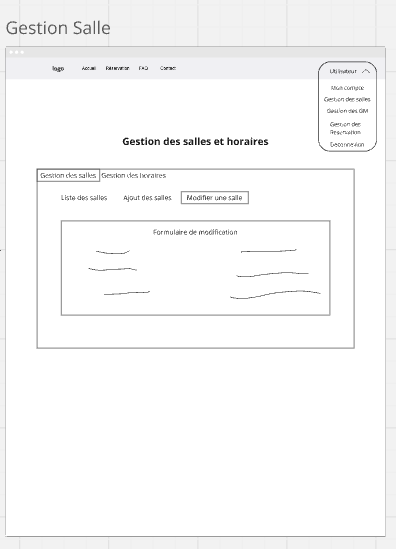 Gestion Salle
logo Accueil Réservation FAQ Contact
Utilisateur
Mon compte
Gestion des salles
Gestion des GM
Gestion des
Réservation
Deconnexion
Gestion des salles et horaires
Gestion des salles Gestion des horaires
Liste des salles Ajout des salles Modifier une salle
Formulaire de modification